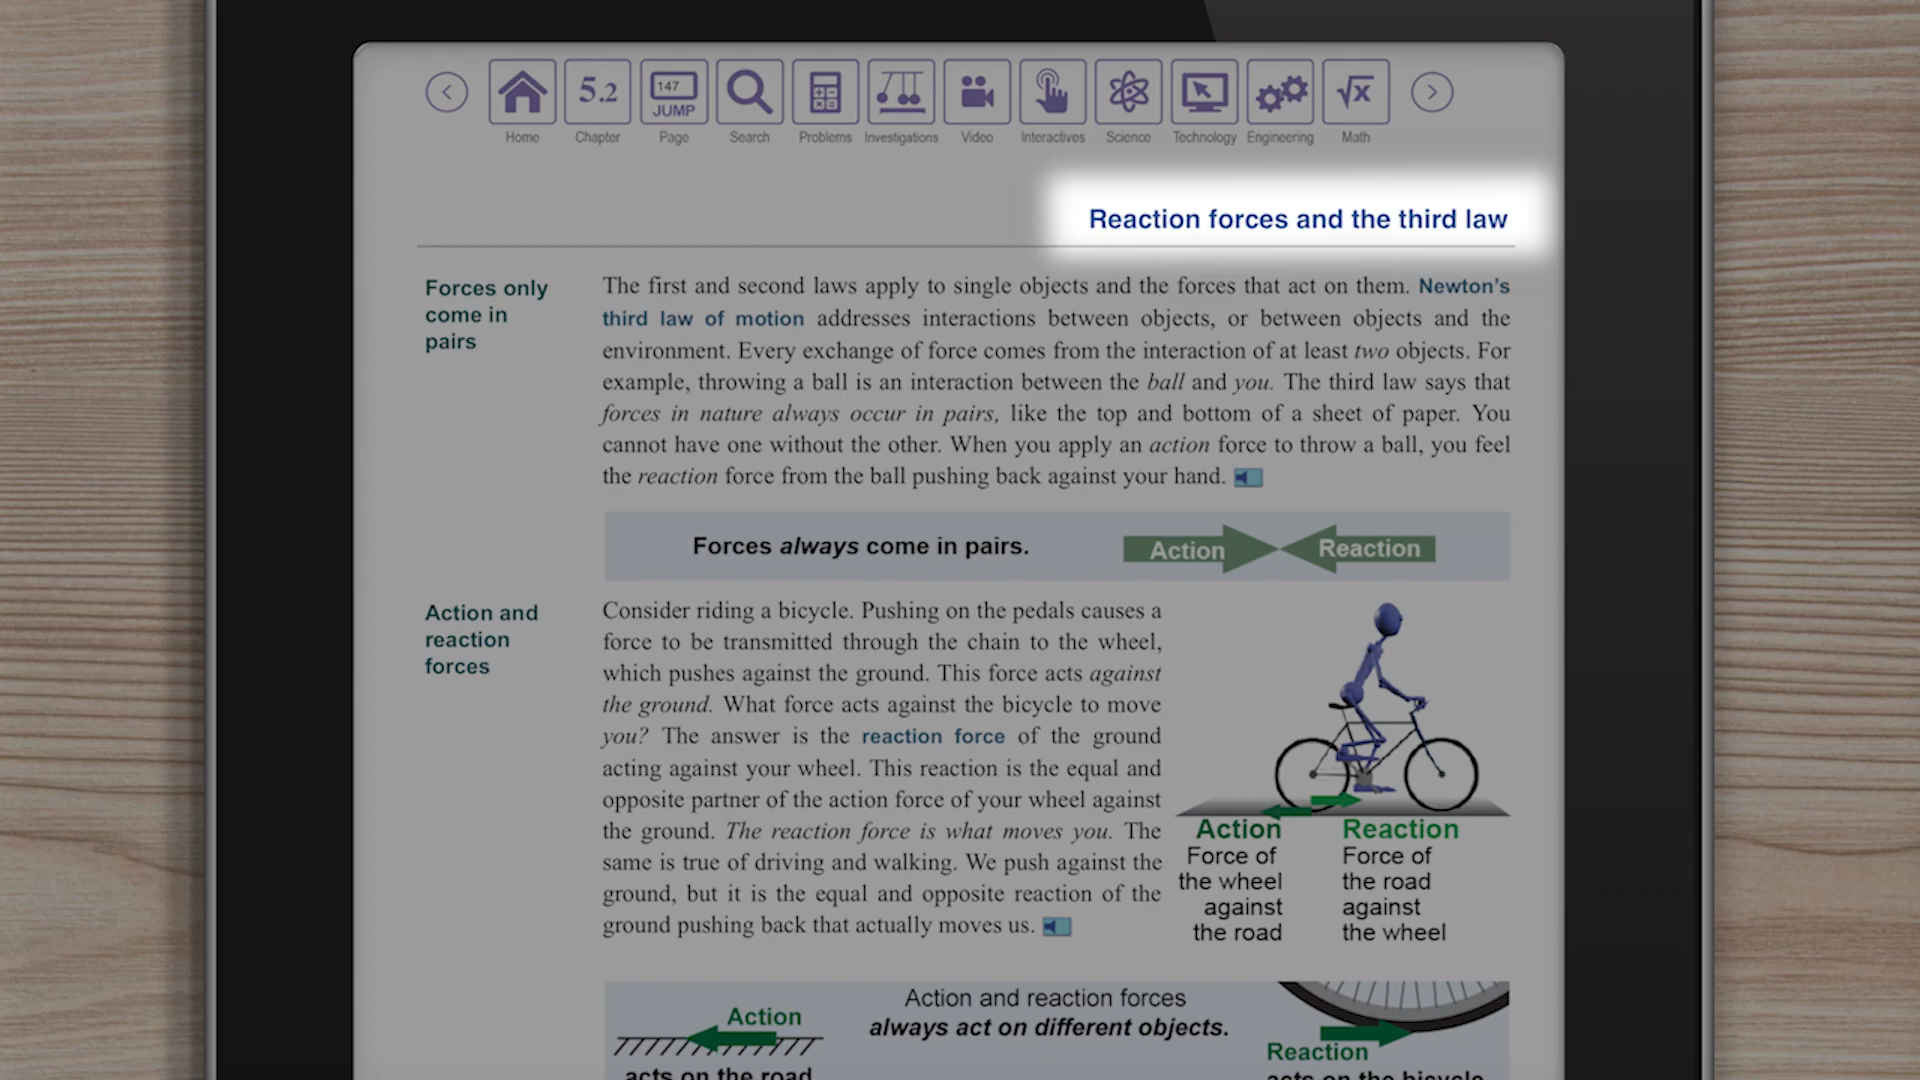 5.2
147
JUMP
√x
Home
Chapter
Page
Search
Problems
Investigations
Video
Interactives
Science
Technology
Engineering
Math
Reaction forces and the third law
Forces only
come in
pairs
The first and second laws apply to single objects and the forces that act on them. Newton's
third law of motion addresses interactions between objects, or between objects and the
environment. Every exchange of force comes from the interaction of at least two objects. For
example, throwing a ball is an interaction between the ball and you. The third law says that
forces in nature always occur in pairs, like the top and bottom of a sheet of paper. You
cannot have one without the other. When you apply an action force to throw a ball, you feel
the reaction force from the ball pushing back against your hand.
Forces always come in pairs.
Action
Reaction
Action and
reaction
forces
Consider riding a bicycle. Pushing on the pedals causes a
force to be transmitted through the chain to the wheel,
which pushes against the ground. This force acts against
the ground. What force acts against the bicycle to move
you? The answer is the reaction force of the ground
acting against your wheel. This reaction is the equal and
opposite partner of the action force of your wheel against
the ground. The reaction force is what moves you. The
same is true of driving and walking. We push against the
ground, but it is the equal and opposite reaction of the
ground pushing back that actually moves us.
Action
Force of
the wheel
against
the road
Reaction
Force of
the road
against
the wheel
Action
acts on the road
Action and reaction forces
always act on different objects.
Reaction
acts on the bicycle